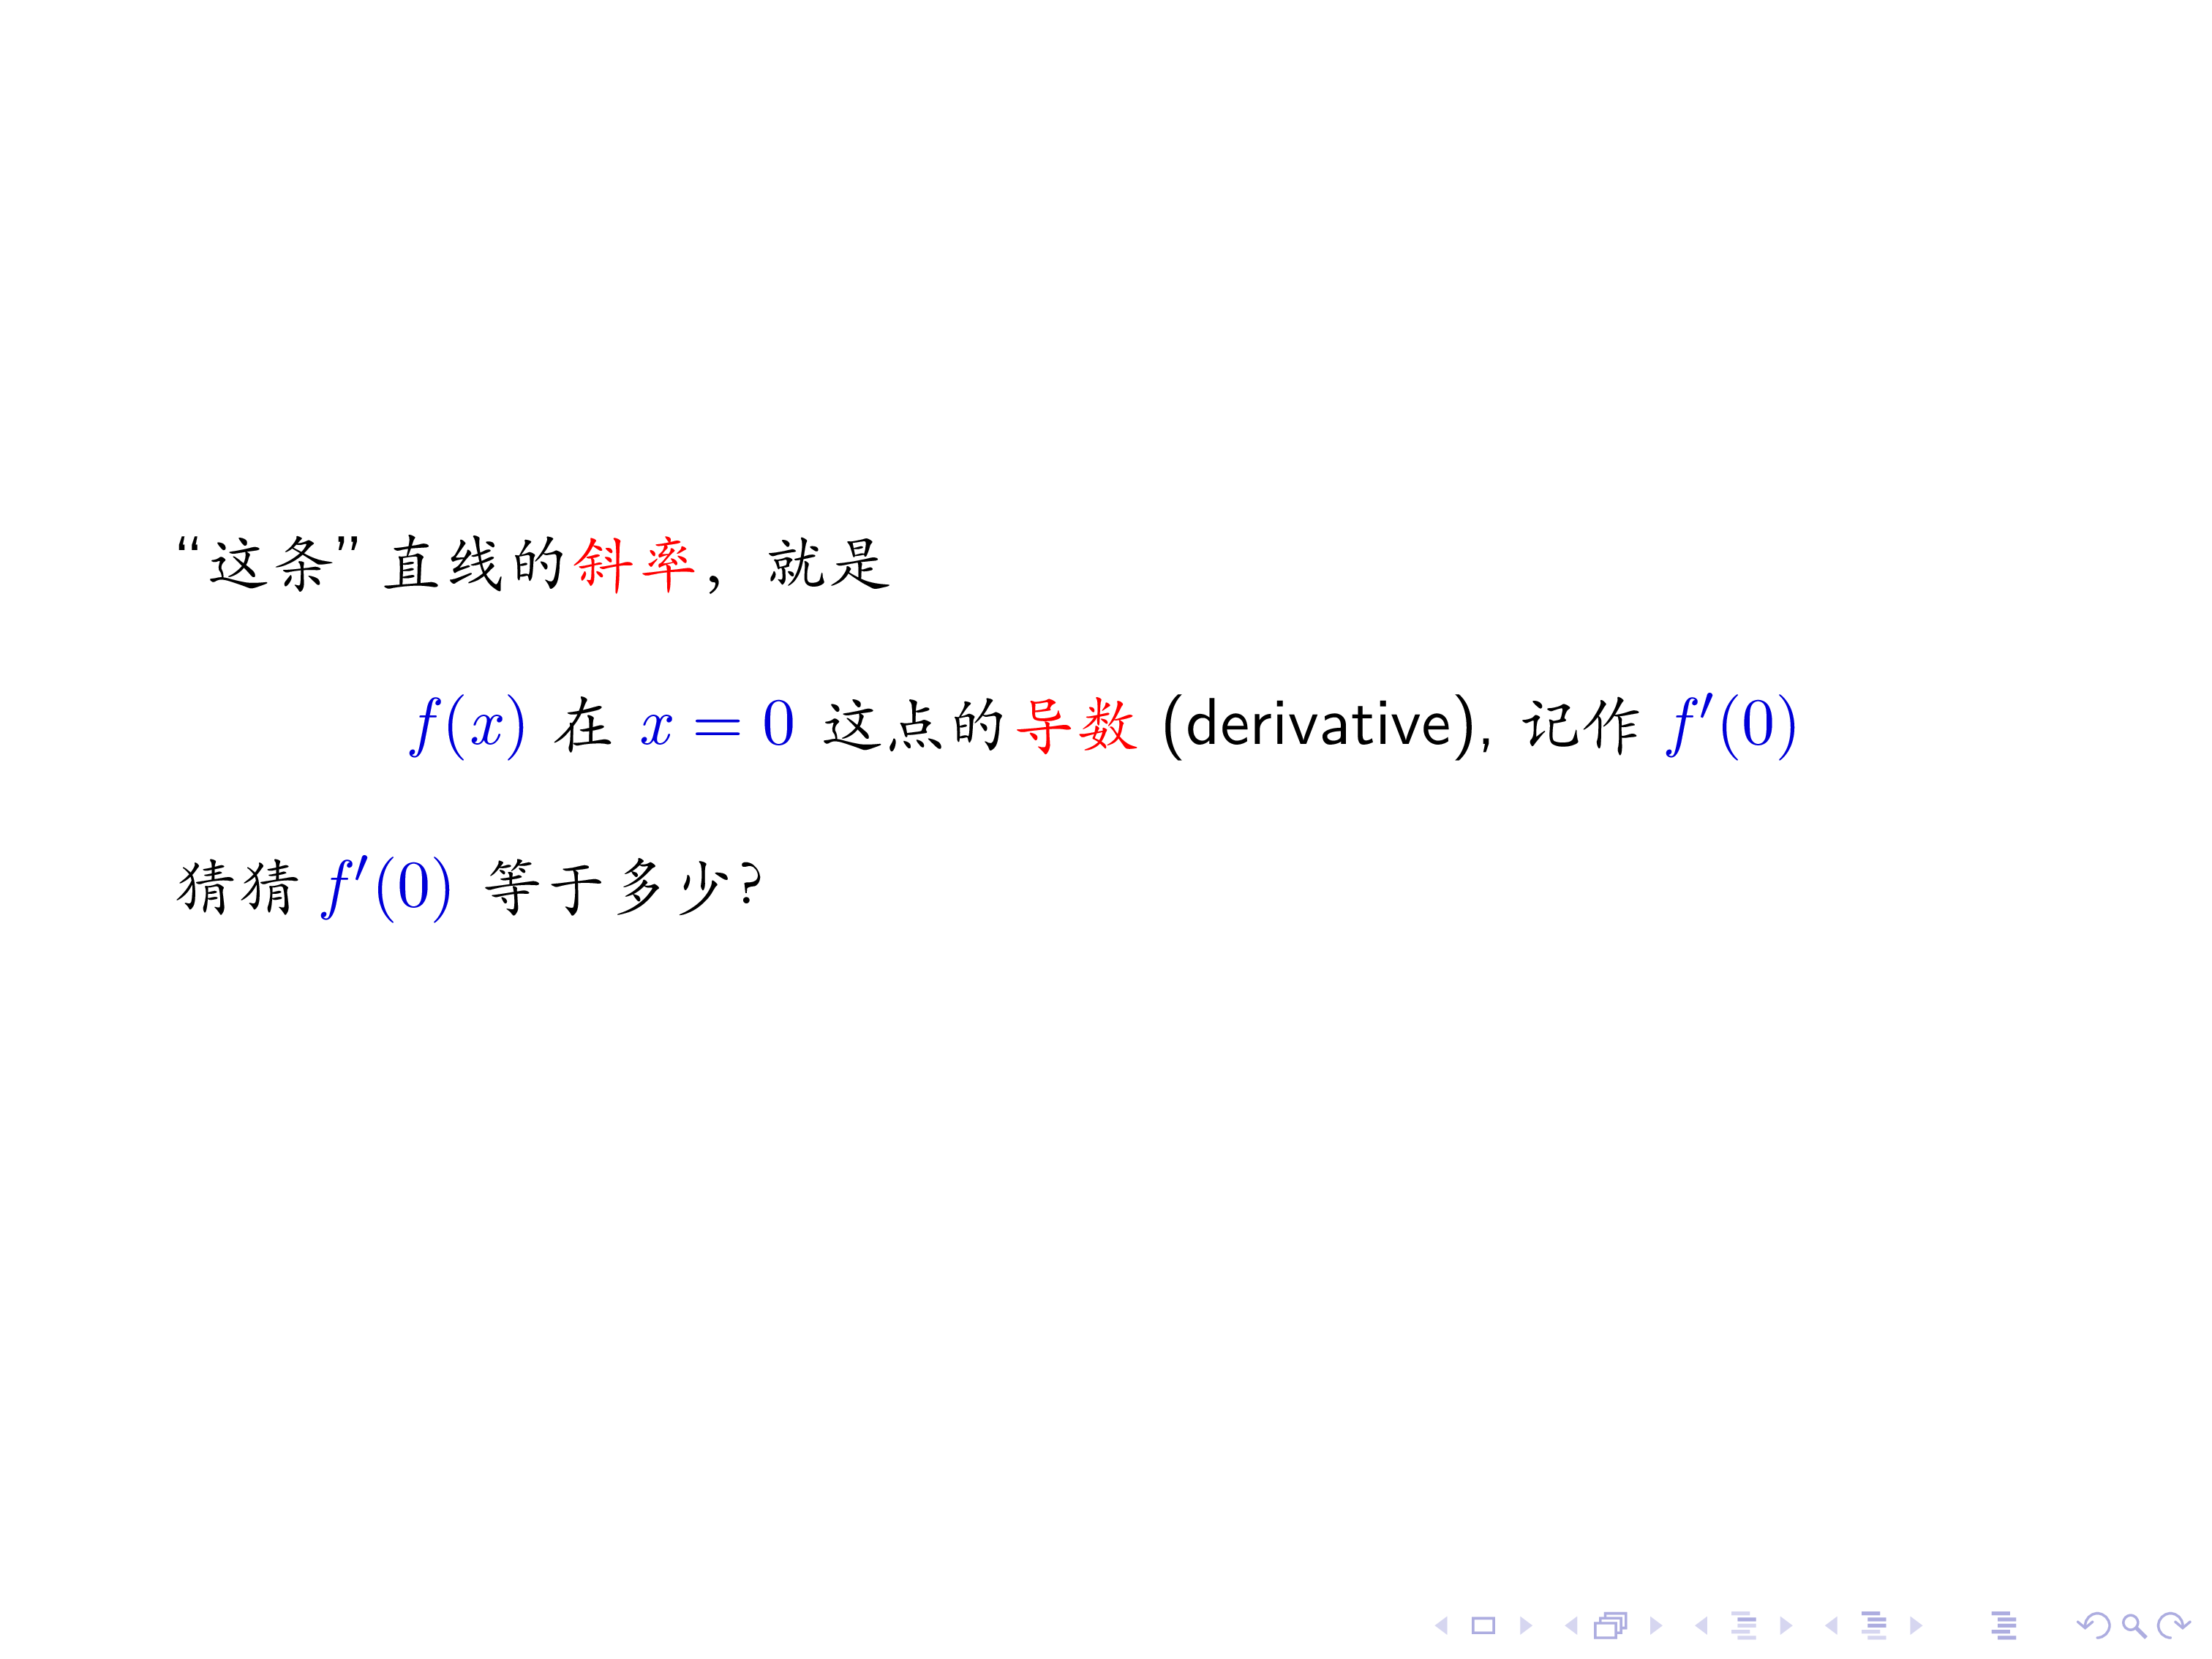 “这条” 直线的斜率，就是
f(x) 在 x = 0 这点的导数 (derivative)，记作 f′(0)
猜猜 f′(0) 等于多少？